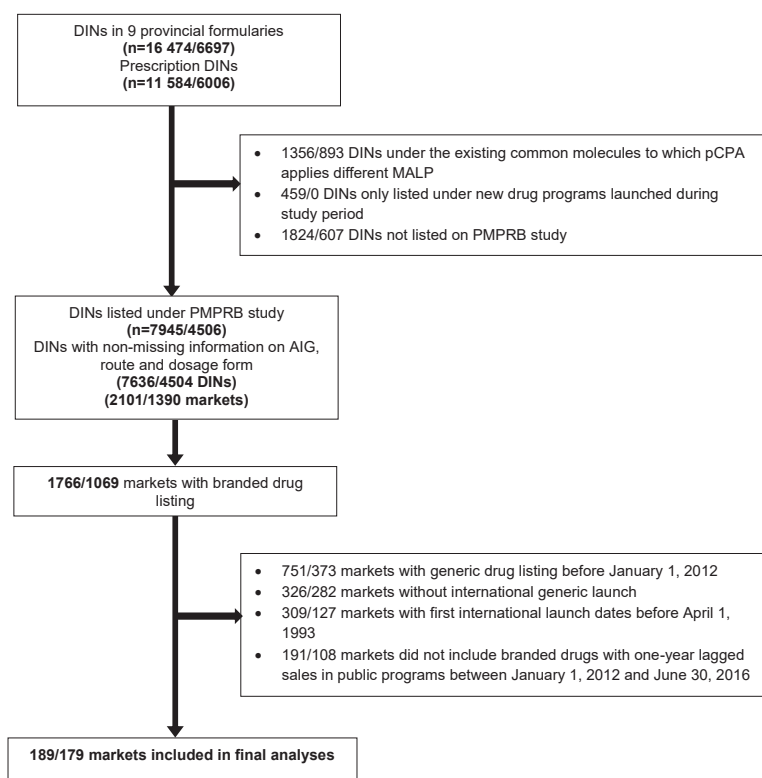 DINs in 9 provincial formularies
(n=16 474/6697)
Prescription DINs
(n=11 584/6006)
• 1356/893 DINs under the existing common molecules to which pCPA
applies different MALP
• 459/0 DINs only listed under new drug programs launched during
study period
• 1824/607 DINs not listed on PMPRB study
DINs listed under PMPRB study
(n=7945/4506)
DINs with non-missing information on AIG,
route and dosage form
(7636/4504 DINs)
(2101/1390 markets)
1766/1069 markets with branded drug
listing
• 751/373 markets with generic drug listing before January 1, 2012
• 326/282 markets without international generic launch
• 309/127 markets with first international launch dates before April 1,
1993
• 191/108 markets did not include branded drugs with one-year lagged
sales in public programs between January 1, 2012 and June 30, 2016
189/179 markets included in final analyses